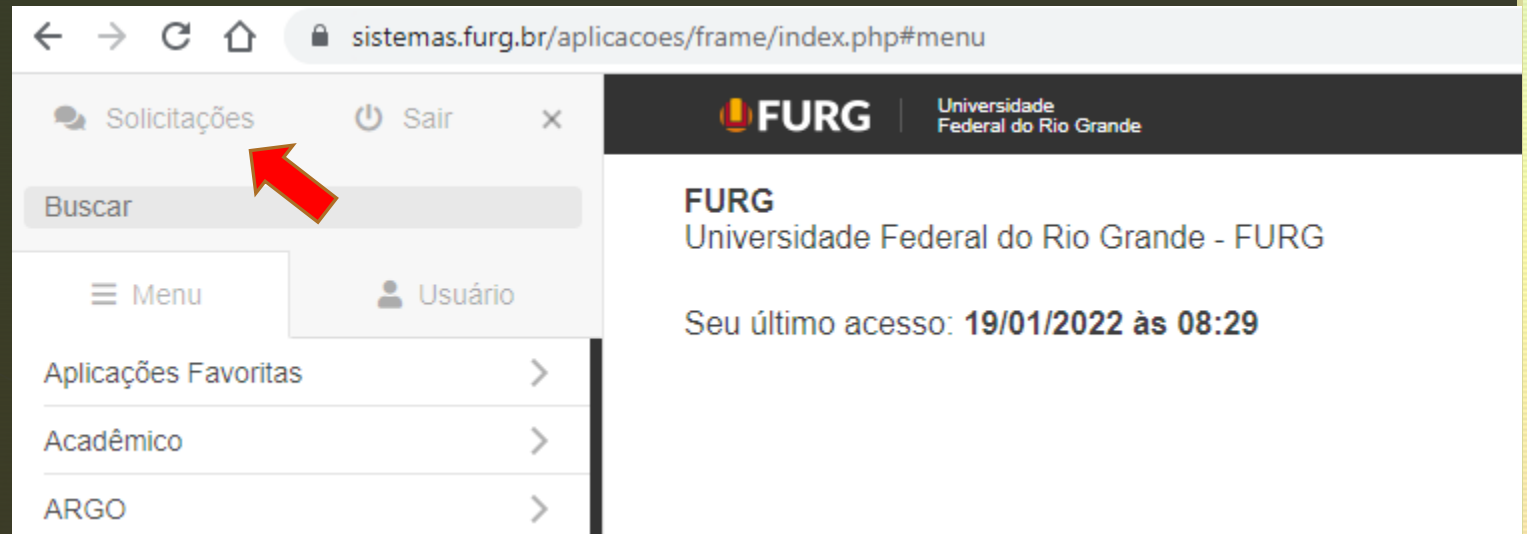 sistemas.furg.br/aplicacoes/frame/index.php#menu
Solicitações Sair ×
Buscar
Menu Usuário
Aplicações Favoritas
Acadêmico
ARGO
FURG
Universidade
Federal do Rio Grande
FURG
Universidade Federal do Rio Grande - FURG
Seu último acesso: 19/01/2022 às 08:29